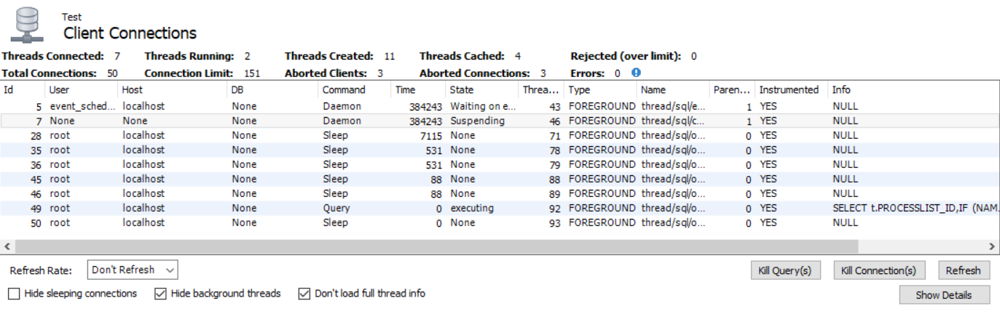 Test
Client Connections
Threads Connected: 7 Threads Running: 2 Threads Created: 11 Threads Cached: 4 Rejected (over limit): 0
Total Connections: 50 Connection Limit: 151 Aborted Clients: 3 Aborted Connections: 3 Errors: 0
Id User Host DB Command Time State Threa... Type Name Paren... Instrumented Info
5 event_sched... localhost None Daemon 384243 Waiting on e... 43 FOREGROUND thread/sql/e... 1 YES NULL
7 None None None Daemon 384243 Suspending 46 FOREGROUND thread/sql/c... 1 YES NULL
28 root localhost None Sleep 7115 None 71 FOREGROUND thread/sql/o... 0 YES NULL
35 root localhost None Sleep 531 None 78 FOREGROUND thread/sql/o... 0 YES NULL
36 root localhost None Sleep 531 None 79 FOREGROUND thread/sql/o... 0 YES NULL
45 root localhost None Sleep 88 None 88 FOREGROUND thread/sql/o... 0 YES NULL
46 root localhost None Sleep 88 None 89 FOREGROUND thread/sql/o... 0 YES NULL
49 root localhost None Query 0 executing 92 FOREGROUND thread/sql/o... 0 YES SELECT t.PROCESSLIST_ID,IF (NAM.
50 root localhost None Sleep 0 None 93 FOREGROUND thread/sql/o... 0 YES NULL
Refresh Rate: Don't Refresh Kill Query(s) Kill Connection(s) Refresh
Hide sleeping connections Hide background threads Don't load full thread info Show Details